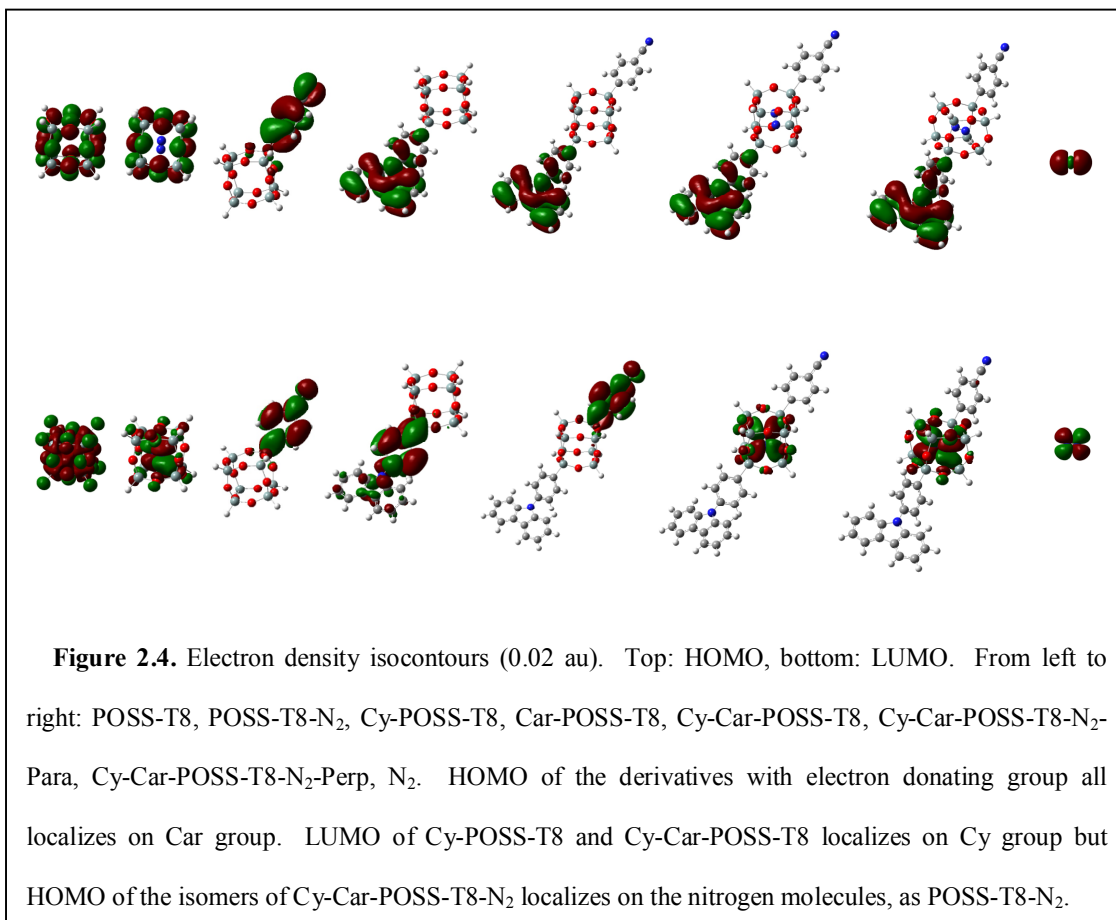 Figure 2.4. Electron density isocontours (0.02 au). Top: HOMO, bottom: LUMO. From left to
right: POSS-T8, POSS-T8-N₂, Cy-POSS-T8, Car-POSS-T8, Cy-Car-POSS-T8, Cy-Car-POSS-T8-N₂-
Para, Cy-Car-POSS-T8-N₂-Perp, N₂. HOMO of the derivatives with electron donating group all
localizes on Car group. LUMO of Cy-POSS-T8 and Cy-Car-POSS-T8 localizes on Cy group but
HOMO of the isomers of Cy-Car-POSS-T8-N₂ localizes on the nitrogen molecules, as POSS-T8-N₂.